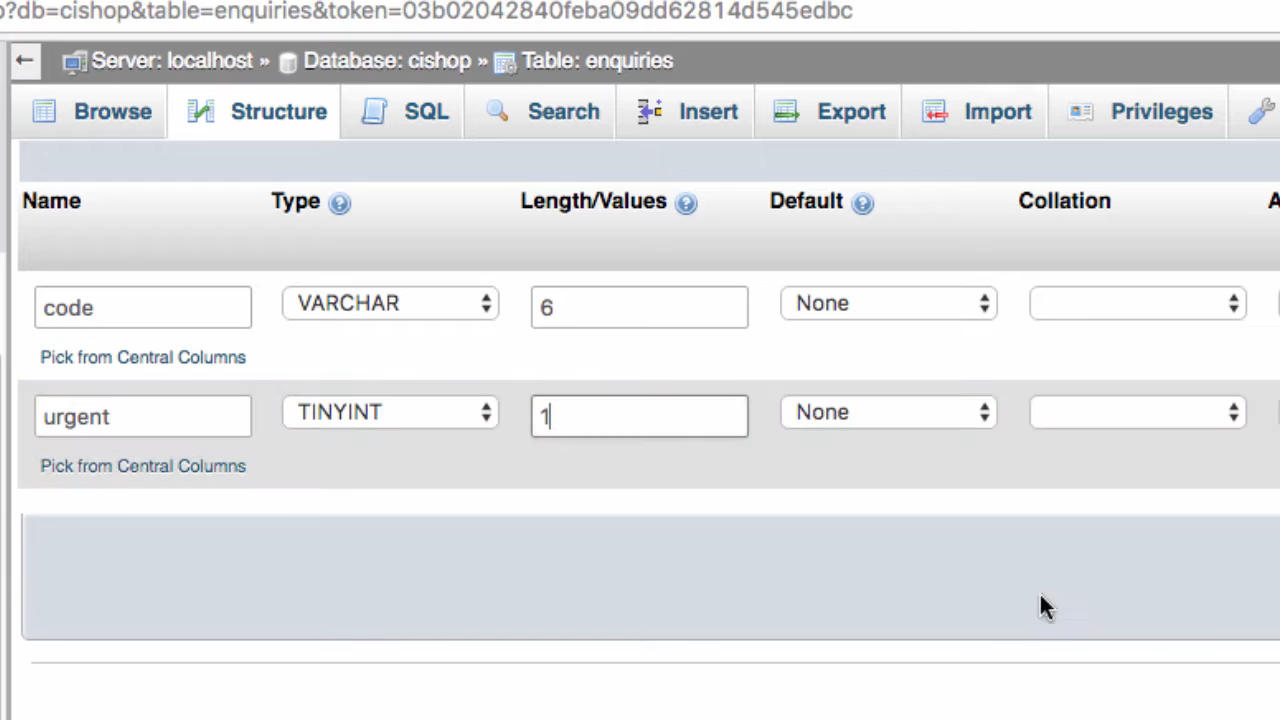 o?db=cishop&table=enquiries&token=03b02042840feba09dd62814d545edbc
← Server: localhost » Database: cishop » Table: enquiries
Browse Structure SQL Search Insert Export Import Privileges
Name Type Length/Values Default Collation A
code VARCHAR 6 None
Pick from Central Columns
urgent TINYINT 1 None
Pick from Central Columns